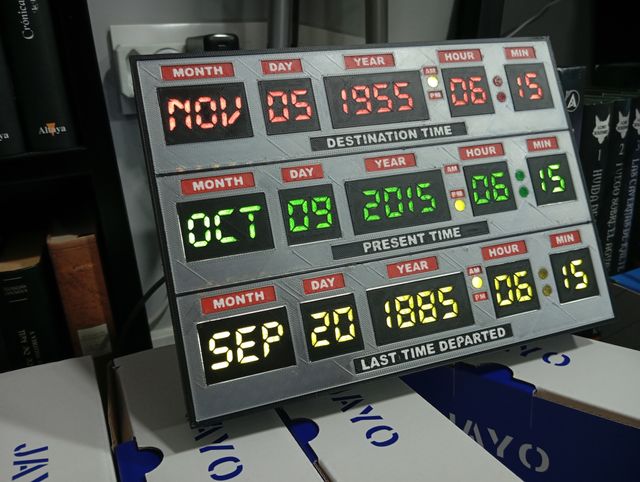 MONTH DAY YEAR HOUR MIN
NOV 05 1955 AM PM 06 15
DESTINATION TIME
MONTH DAY YEAR HOUR MIN
OCT 09 2015 AM PM 06 15
PRESENT TIME
MONTH DAY YEAR HOUR MIN
SEP 20 1885 AM PM 06 15
LAST TIME DEPARTED
JAYO
JAYO
JAYO